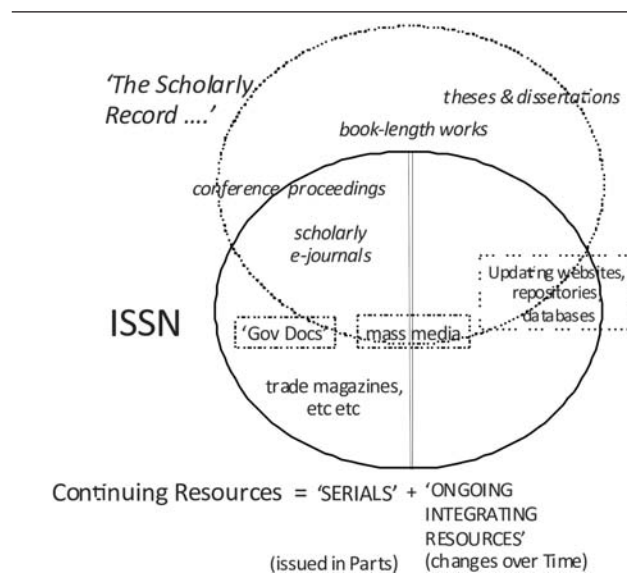 ‘The Scholarly
Record ....’
theses & dissertations
book-length works
conference proceedings
scholarly
e-journals
Updating websites,
repositories
databases
ISSN
‘Gov Docs’
mass media
trade magazines,
etc etc
Continuing Resources = ‘SERIALS’ + ‘ONGOING
INTEGRATING
RESOURCES’
(issued in Parts) (changes over Time)